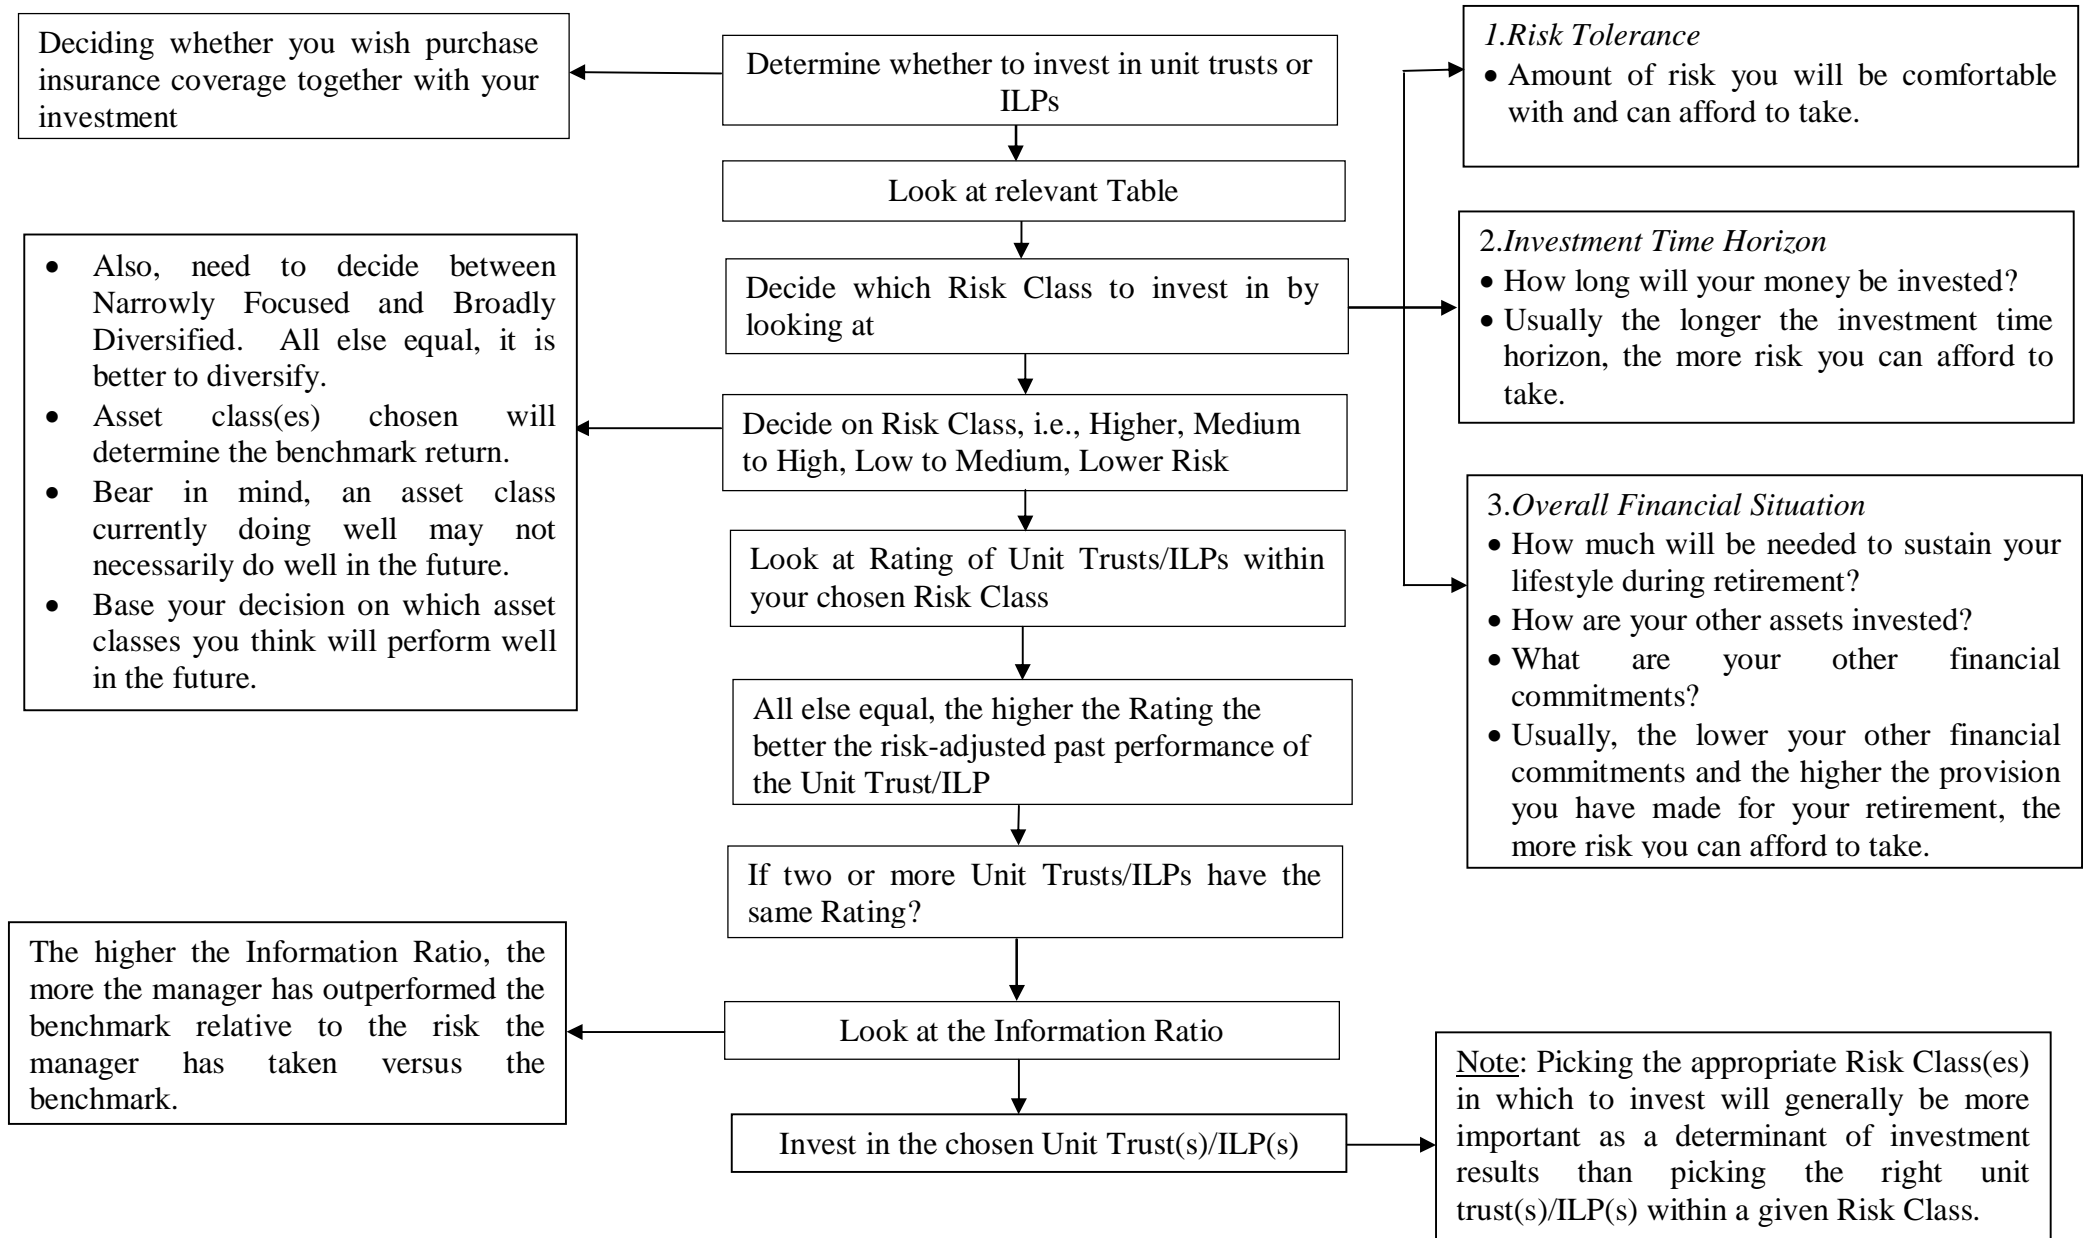 Deciding whether you wish purchase
insurance coverage together with your
investment
Determine whether to invest in unit trusts or
ILPs
1.Risk Tolerance
• Amount of risk you will be comfortable
with and can afford to take.
Look at relevant Table
2.Investment Time Horizon
• How long will your money be invested?
• Usually the longer the investment time
horizon, the more risk you can afford to
take.
Decide which Risk Class to invest in by
looking at
• Also, need to decide between
Narrowly Focused and Broadly
Diversified. All else equal, it is
better to diversify.
• Asset class(es) chosen will
determine the benchmark return.
• Bear in mind, an asset class
currently doing well may not
necessarily do well in the future.
• Base your decision on which asset
classes you think will perform well
in the future.
Decide on Risk Class, i.e., Higher, Medium
to High, Low to Medium, Lower Risk
3.Overall Financial Situation
• How much will be needed to sustain your
lifestyle during retirement?
• How are your other assets invested?
• What are your other financial
commitments?
• Usually, the lower your other financial
commitments and the higher the provision
you have made for your retirement, the
more risk you can afford to take.
Look at Rating of Unit Trusts/ILPs within
your chosen Risk Class
All else equal, the higher the Rating the
better the risk-adjusted past performance of
the Unit Trust/ILP
If two or more Unit Trusts/ILPs have the
same Rating?
The higher the Information Ratio, the
more the manager has outperformed the
benchmark relative to the risk the
manager has taken versus the
benchmark.
Look at the Information Ratio
Invest in the chosen Unit Trust(s)/ILP(s)
Note: Picking the appropriate Risk Class(es)
in which to invest will generally be more
important as a determinant of investment
results than picking the right unit
trust(s)/ILP(s) within a given Risk Class.